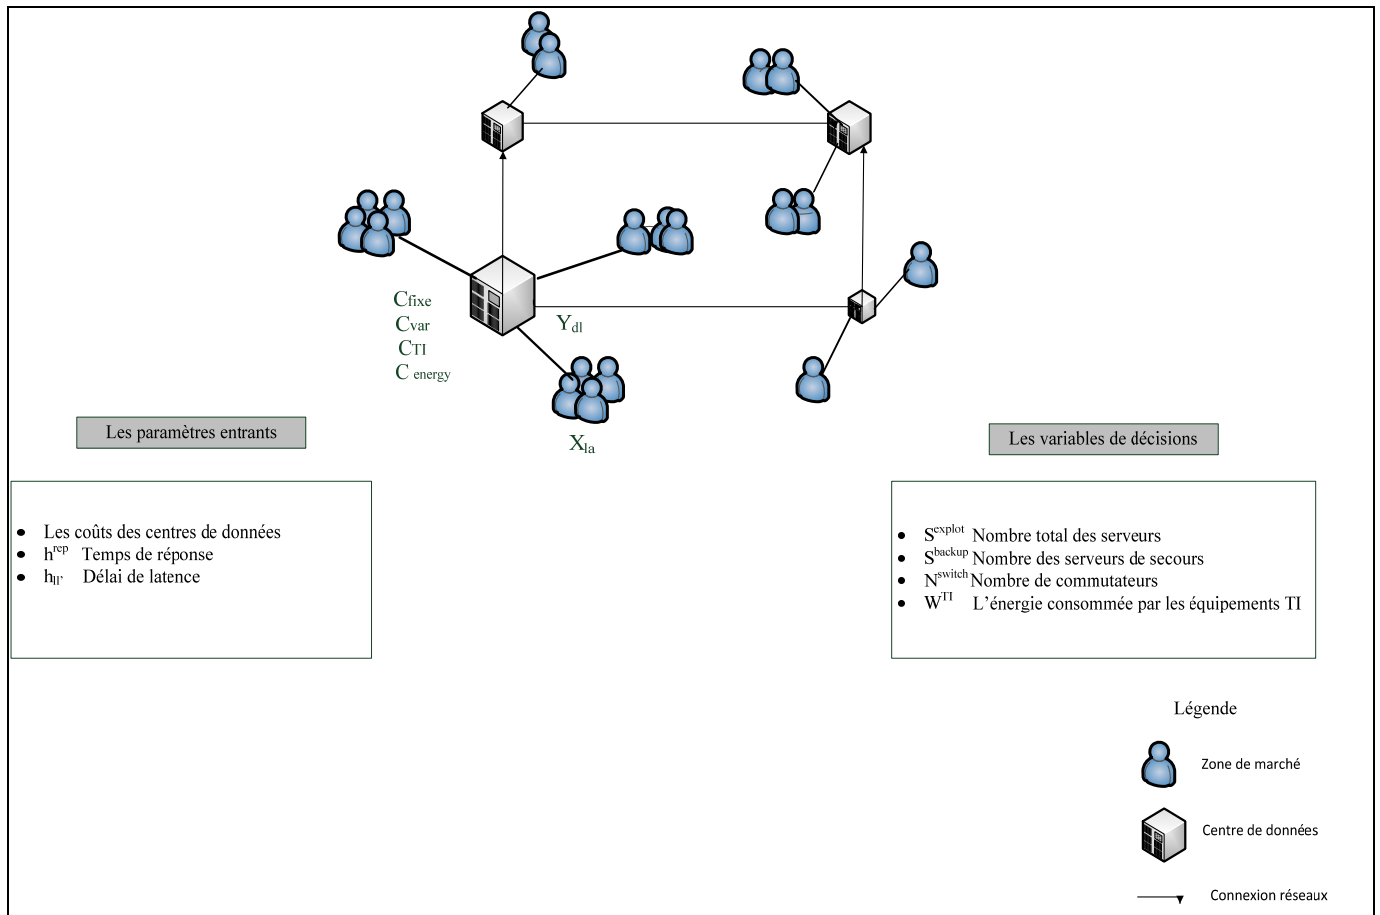 Cfixe
Cvar
CTI
C energy
Ydl
Xla
Les paramètres entrants
• Les coûts des centres de données
• hrep Temps de réponse
• hll' Délai de latence
Les variables de décisions
• Sexplot Nombre total des serveurs
• Sbackup Nombre des serveurs de secours
• Nswitch Nombre de commutateurs
• WTI L'énergie consommée par les équipements TI
Légende
Zone de marché
Centre de données
Connexion réseaux